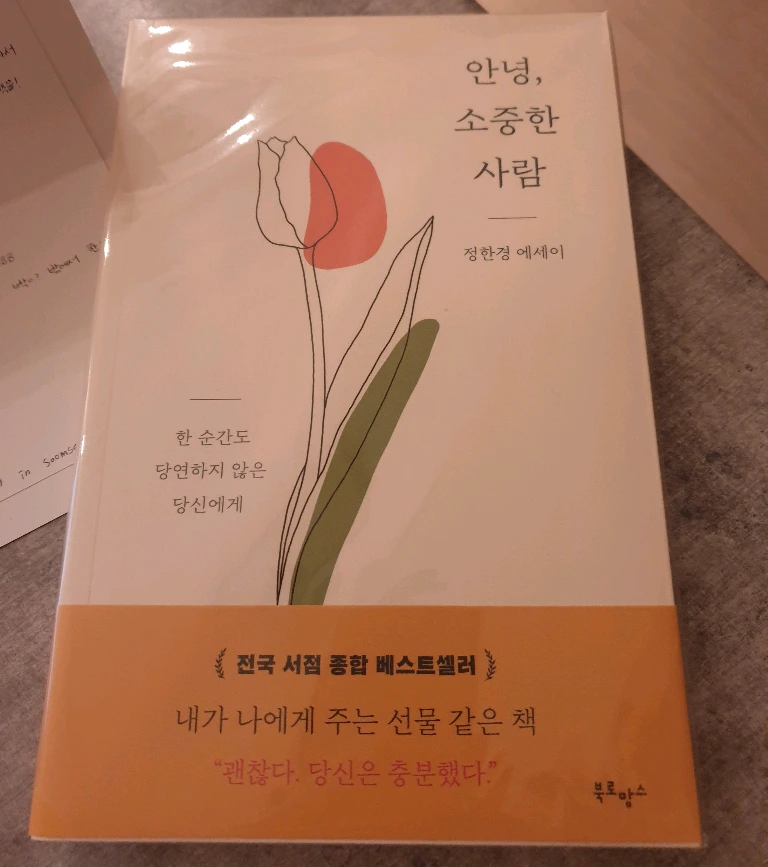 안녕,
소중한
사람
정한경 에세이
한 순간도
당연하지 않은
당신에게
전국 서점 종합 베스트셀러
내가 나에게 주는 선물 같은 책
“괜찮다. 당신은 충분했다.”
북로망스
in soomso